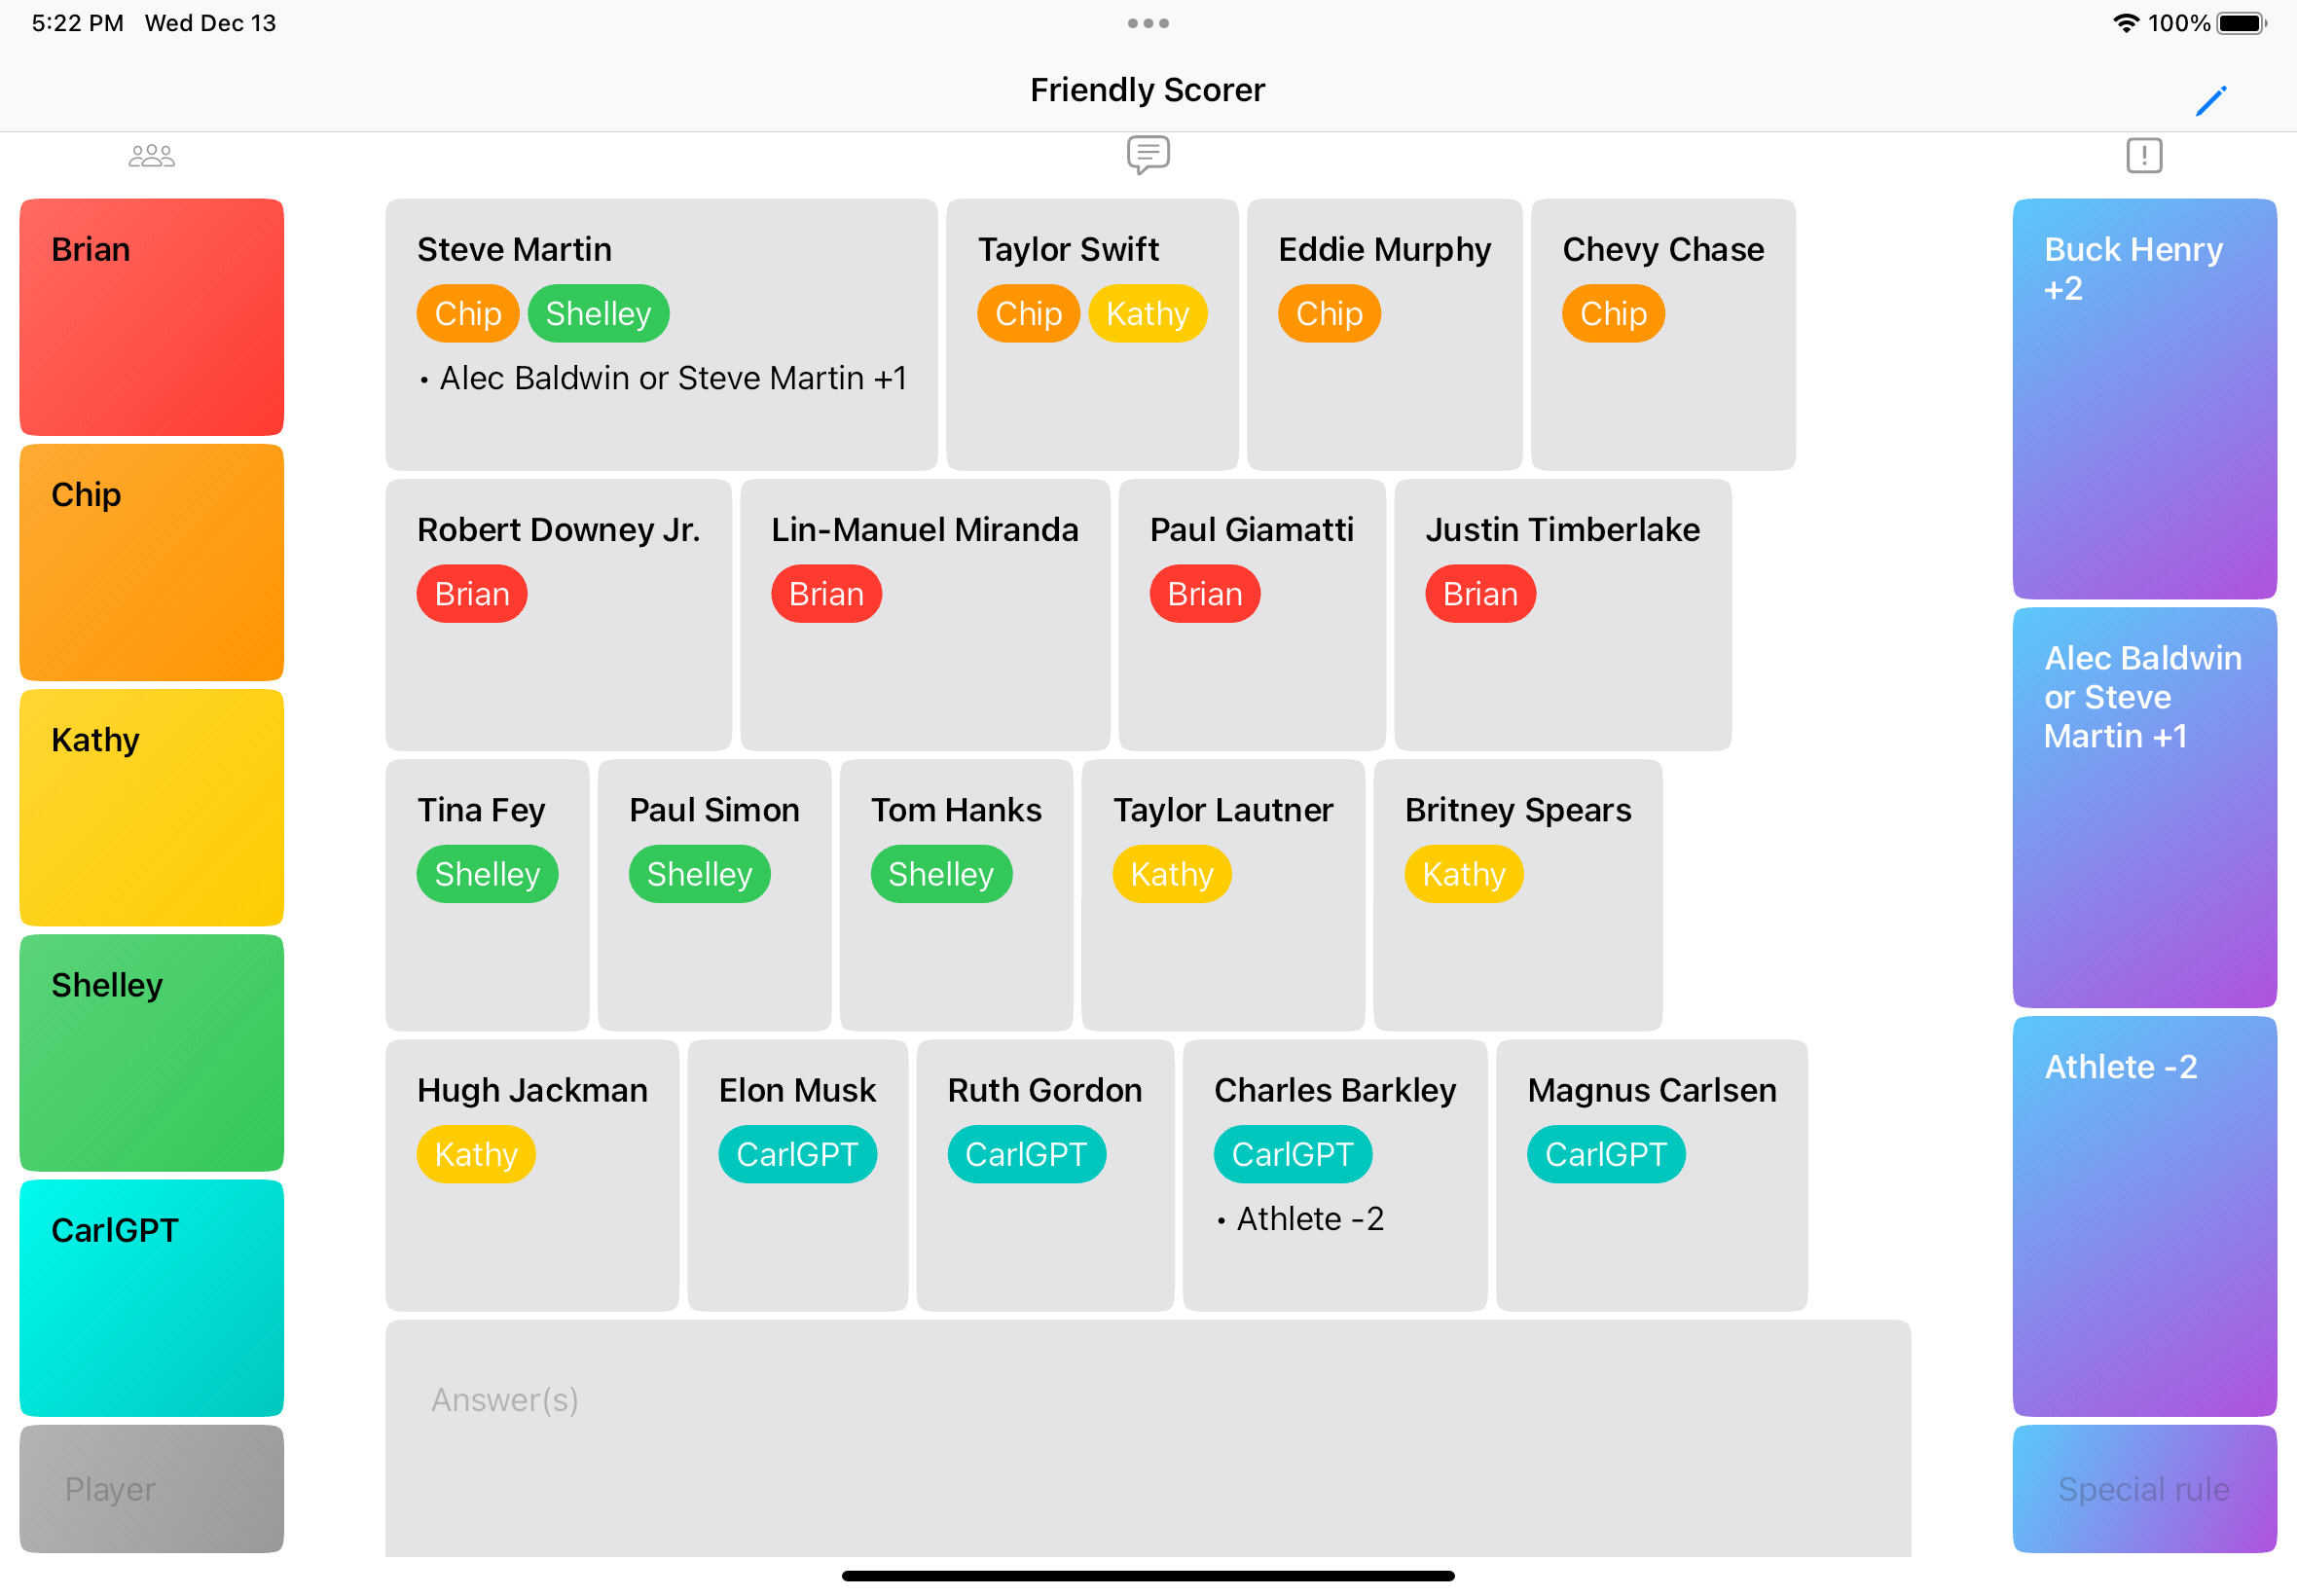 5:22 PM Wed Dec 13
100%
Friendly Scorer
Brian
Chip
Kathy
Shelley
CarlGPT
Player
Steve Martin
Chip Shelley
• Alec Baldwin or Steve Martin +1
Taylor Swift
Chip Kathy
Eddie Murphy
Chip
Chevy Chase
Chip
Robert Downey Jr.
Brian
Lin-Manuel Miranda
Brian
Paul Giamatti
Brian
Justin Timberlake
Brian
Tina Fey
Shelley
Paul Simon
Shelley
Tom Hanks
Shelley
Taylor Lautner
Kathy
Britney Spears
Kathy
Hugh Jackman
Kathy
Elon Musk
CarlGPT
Ruth Gordon
CarlGPT
Charles Barkley
CarlGPT
• Athlete -2
Magnus Carlsen
CarlGPT
Answer(s)
Buck Henry
+2
Alec Baldwin
or Steve
Martin +1
Athlete -2
Special rule